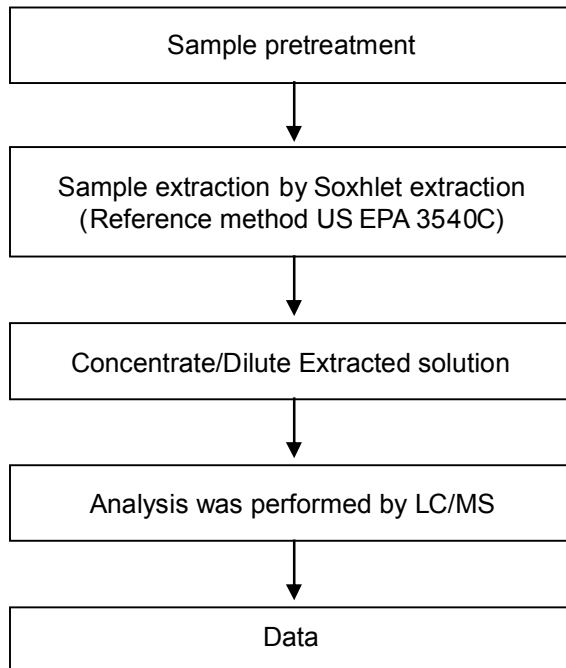 Sample pretreatment
Sample extraction by Soxhlet extraction
(Reference method US EPA 3540C)
Concentrate/Dilute Extracted solution
Analysis was performed by LC/MS
Data